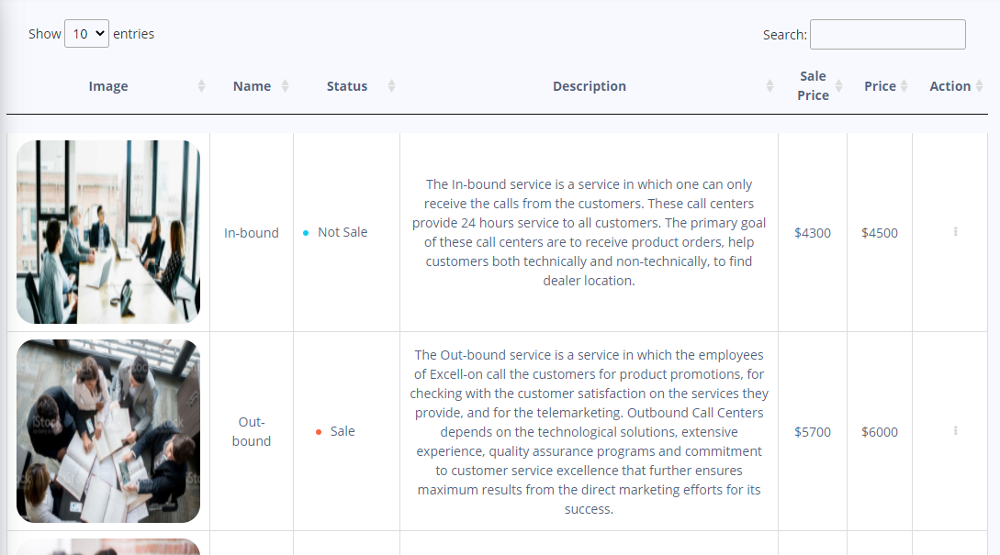 Show 10 entries
Search:
Image Name Status Description Sale Price Price Action
The In-bound service is a service in which one can only
receive the calls from the customers. These call centers
provide 24 hours service to all customers. The primary goal
In-bound Not Sale of these call centers are to receive product orders, help $4300 $4500
customers both technically and non-technically, to find
dealer location.
The Out-bound service is a service in which the employees
of Excell-on call the customers for product promotions, for
checking with the customer satisfaction on the services they
provide, and for the telemarketing. Outbound Call Centers
Out-
bound
Sale
depends on the technological solutions, extensive
experience, quality assurance programs and commitment
to customer service excellence that further ensures
maximum results from the direct marketing efforts for its
success.
$5700 $6000
iStock